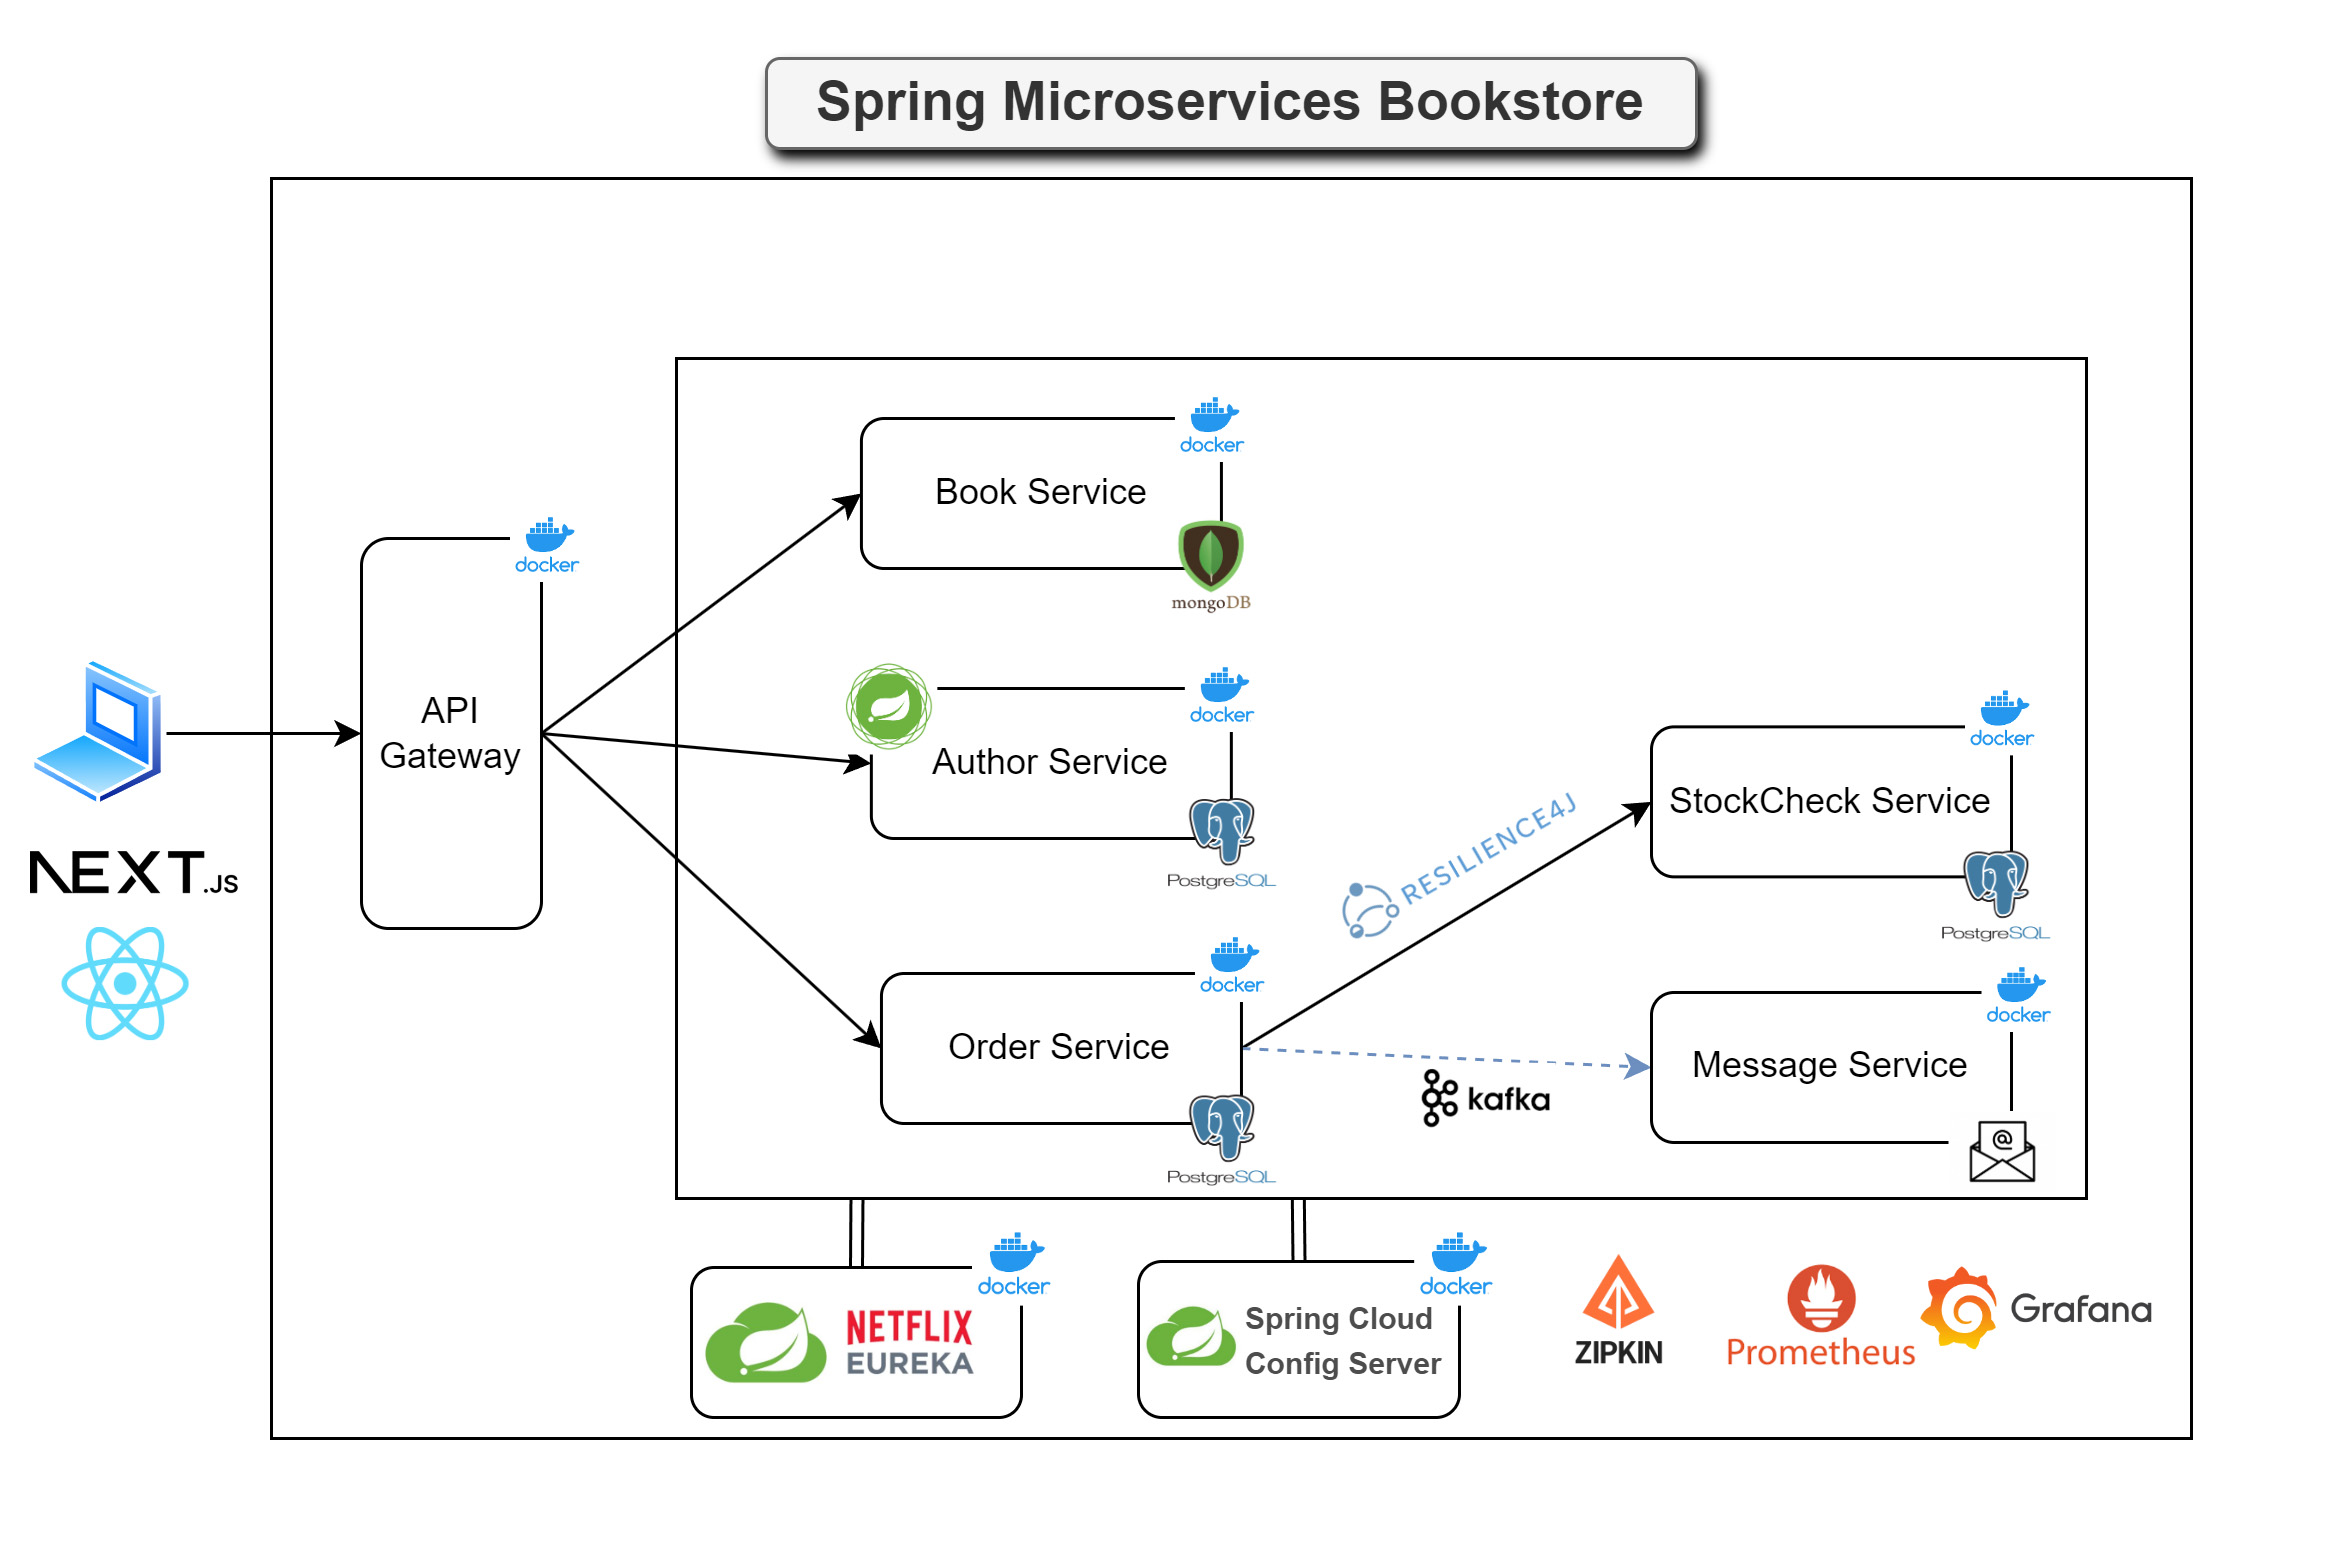 Spring Microservices Bookstore
docker
Book Service
mongoDB
docker
API
Gateway
docker
Author Service
PostgreSQL
NEXT.JS
docker
StockCheck Service
PostgreSQL
RESILIENCE4J
docker
Order Service
PostgreSQL
kafka
docker
Message Service
@
docker
NETFLIX
EUREKA
docker
Spring Cloud
Config Server
ZIPKIN
Prometheus
Grafana